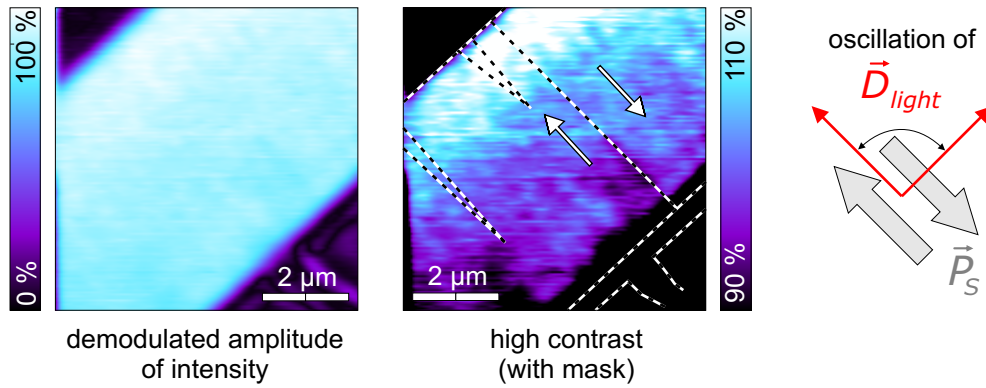 100 %
0 %
2 µm
demodulated amplitude
of intensity
2 µm
high contrast
(with mask)
110 %
90 %
oscillation of
D light
P S